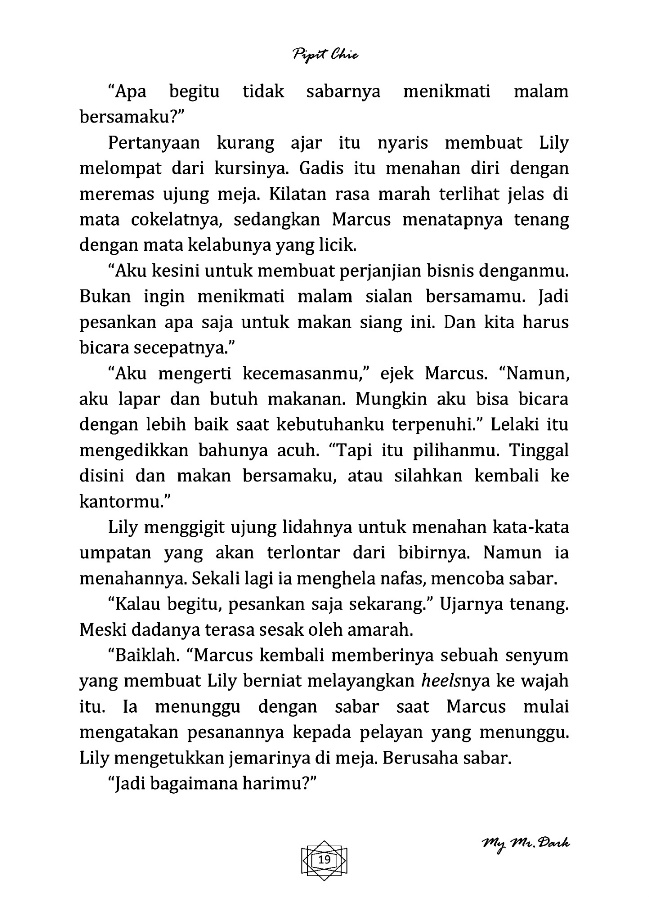 Pipit Chie
“Apa begitu tidak sabarnya menikmati malam
bersamaku?”
Pertanyaan kurang ajar itu nyaris membuat Lily
melompat dari kursinya. Gadis itu menahan diri dengan
meremas ujung meja. Kilatan rasa marah terlihat jelas di
mata cokelatnya, sedangkan Marcus menatapnya tenang
dengan mata kelabunya yang licik.
“Aku kesini untuk membuat perjanjian bisnis denganmu.
Bukan ingin menikmati malam sialan bersamamu. Jadi
pesankan apa saja untuk makan siang ini. Dan kita harus
bicara secepatnya.”
“Aku mengerti kecemasanmu,” ejek Marcus. “Namun,
aku lapar dan butuh makanan. Mungkin aku bisa bicara
dengan lebih baik saat kebutuhanku terpenuhi.” Lelaki itu
mengedikkan bahunya acuh. “Tapi itu pilihanmu. Tinggal
disini dan makan bersamaku, atau silahkan kembali ke
kantormu.”
Lily menggigit ujung lidahnya untuk menahan kata-kata
umpatan yang akan terlontar dari bibirnya. Namun ia
menahannya. Sekali lagi ia menghela nafas, mencoba sabar.
“Kalau begitu, pesankan saja sekarang.” Ujarnya tenang.
Meski dadanya terasa sesak oleh amarah.
“Baiklah. “Marcus kembali memberinya sebuah senyum
yang membuat Lily berniat melayangkan heelsnya ke wajah
itu. Ia menunggu dengan sabar saat Marcus mulai
mengatakan pesanannya kepada pelayan yang menunggu.
Lily mengetukkan jemarinya di meja. Berusaha sabar.
“Jadi bagaimana harimu?”
My Mr. Dark
19